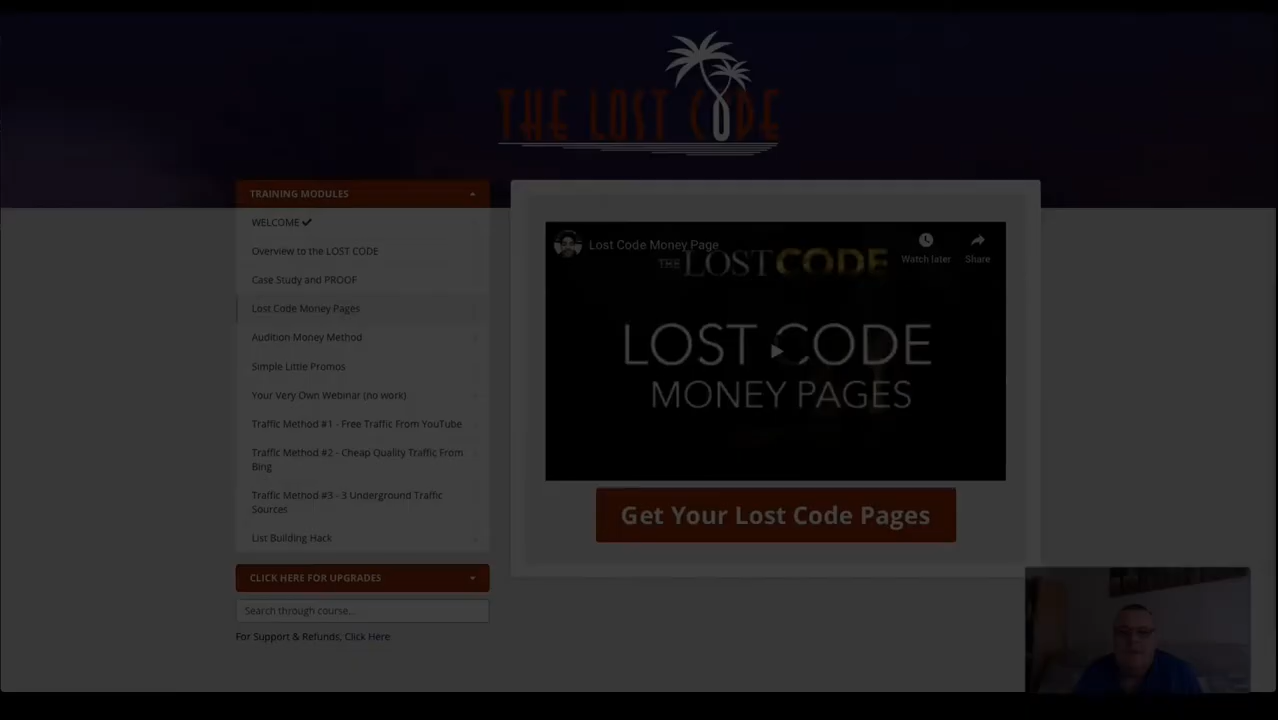 THE LOST CODE
TRAINING MODULES
WELCOME
Overview to the LOST CODE
Case Study and PROOF
Lost Code Money Pages
Audition Money Method
Simple Little Promos
Your Very Own Webinar (no work)
Traffic Method #1 - Free Traffic From YouTube
Traffic Method #2 - Cheap Quality Traffic From
Bing
Traffic Method #3 - 3 Underground Traffic
Sources
List Building Hack
CLICK HERE FOR UPGRADES
Search through course...
For Support & Refunds, Click Here
Lost Code Money Page
Watch later
Share
THE LOST CODE
LOST CODE
MONEY PAGES
Get Your Lost Code Pages